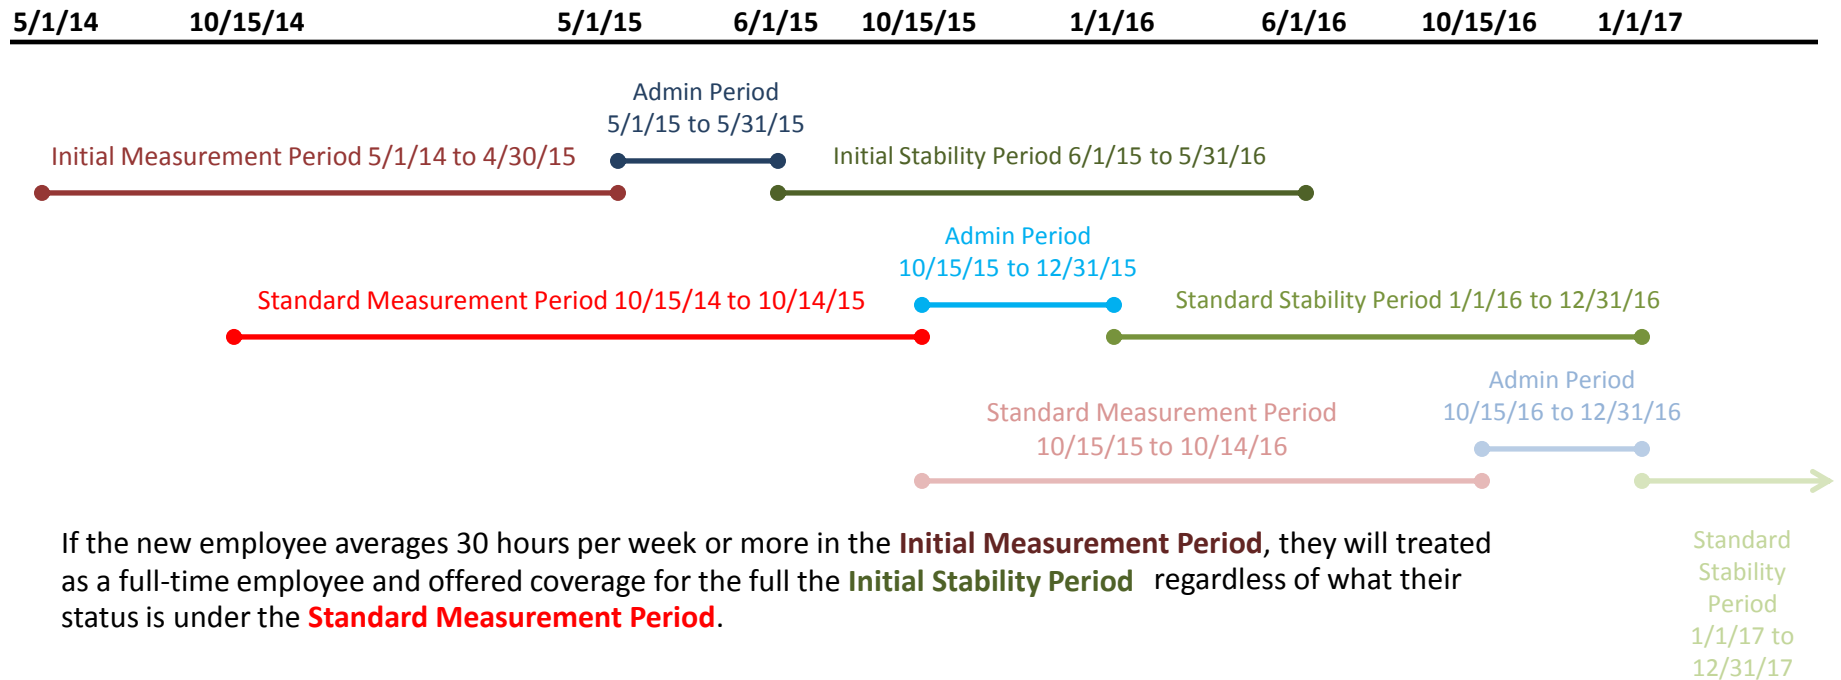 5/1/14 10/15/14 5/1/15 6/1/15 10/15/15 1/1/16 6/1/16 10/15/16 1/1/17
Admin Period
5/1/15 to 5/31/15
Initial Measurement Period 5/1/14 to 4/30/15
Initial Stability Period 6/1/15 to 5/31/16
Admin Period
10/15/15 to 12/31/15
Standard Measurement Period 10/15/14 to 10/14/15
Standard Stability Period 1/1/16 to 12/31/16
Admin Period
10/15/16 to 12/31/16
Standard Measurement Period
10/15/15 to 10/14/16
If the new employee averages 30 hours per week or more in the Initial Measurement Period, they will treated
as a full-time employee and offered coverage for the full the Initial Stability Period regardless of what their
status is under the Standard Measurement Period.
Standard
Stability
Period
1/1/17 to
12/31/17